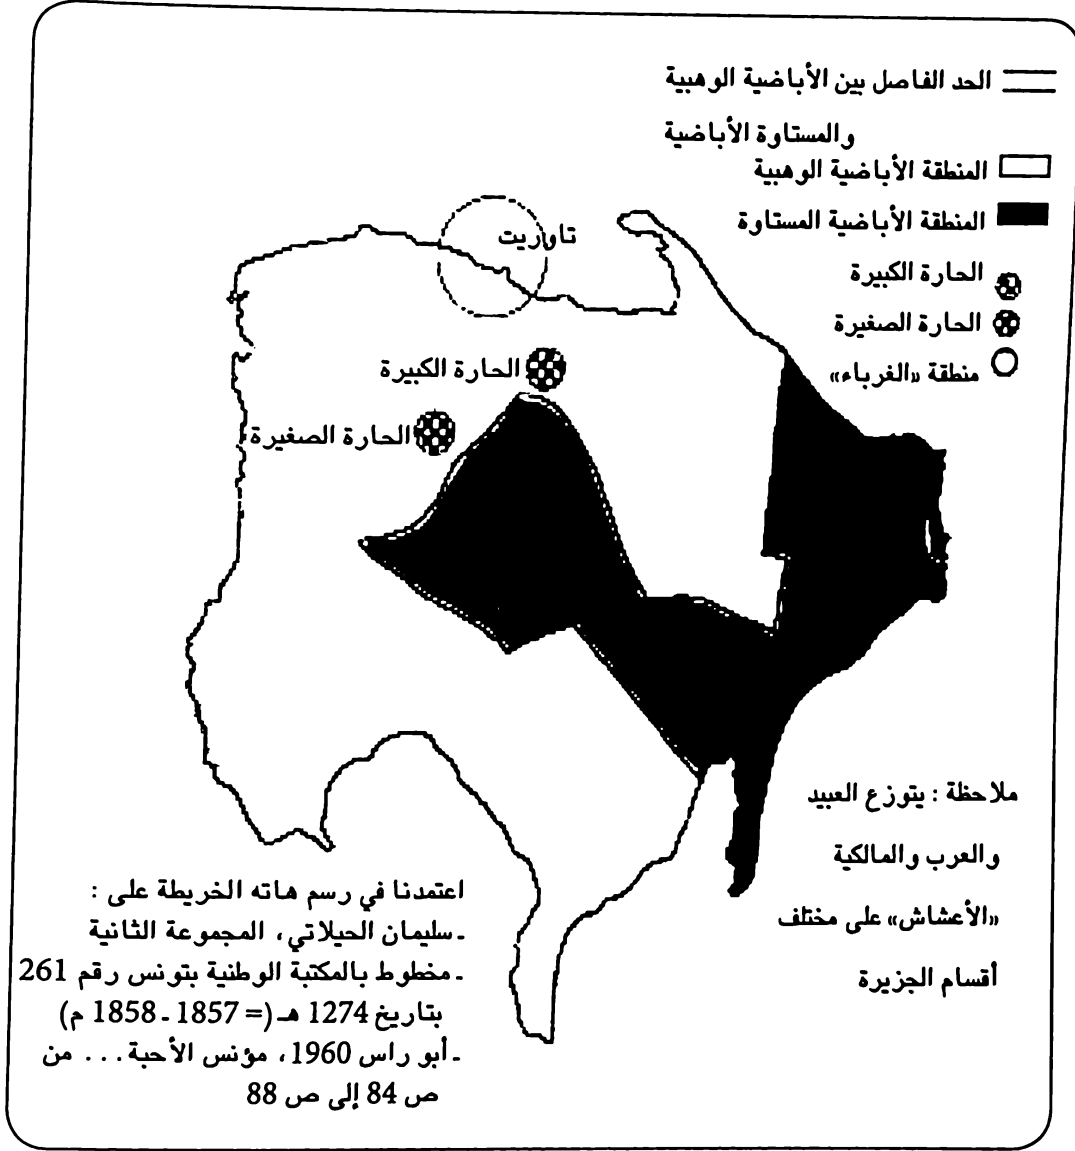 الحد الفاصل بين الأباضية الوهبية
والمستاوة الأباضية
المنطقة الأباضية الوهبية
المنطقة الأباضية المستاوة
الحارة الكبيرة
الحارة الصغيرة
منطقة «الغرباء»
تاوريت
الحارة الكبيرة
الحارة الصغيرة
ملاحظة : يتوزع العبيد
والعرب والمالكية
«الأعشاش» على مختلف
أقسام الجزيرة
اعتمدنا في رسم هاته الخريطة على :
ـ سليمان الحيلاتي، المجموعة الثانية
ـ مخطوط بالمكتبة الوطنية بتونس رقم 261
بتاريخ 1274 هـ (= 1857 ـ 1858 م)
ـ أبو راس 1960، مؤنس الأحبة . . . من
ص 84 إلى ص 88